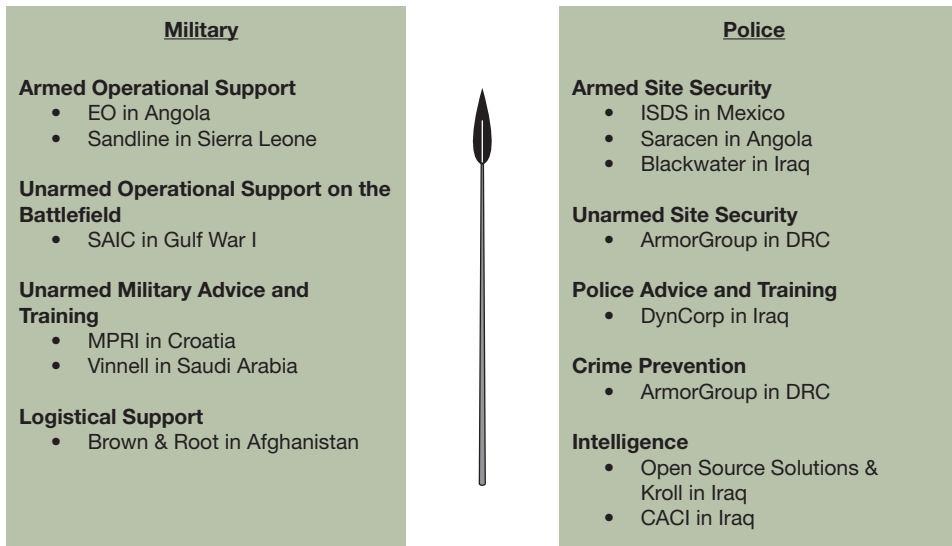 Military
Armed Operational Support
• EO in Angola
• Sandline in Sierra Leone
Unarmed Operational Support on the
Battlefield
• SAIC in Gulf War I
Unarmed Military Advice and
Training
• MPRI in Croatia
• Vinnell in Saudi Arabia
Logistical Support
• Brown & Root in Afghanistan
Police
Armed Site Security
• ISDS in Mexico
• Saracen in Angola
• Blackwater in Iraq
Unarmed Site Security
• ArmorGroup in DRC
Police Advice and Training
• DynCorp in Iraq
Crime Prevention
• ArmorGroup in DRC
Intelligence
• Open Source Solutions &
Kroll in Iraq
• CACI in Iraq